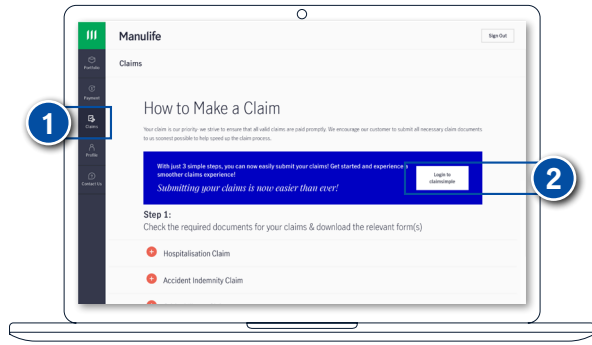 Manulife
Sign Out
Portfolio
Claims
Payment
Claims
Profile
Contact Us
1
How to Make a Claim
Your claim is our priority- we strive to ensure that all valid claims are paid promptly. We encourage our customer to submit all necessary claim documents
to us soonest possible to help speed up the claim process.
With just 3 simple steps, you can now easily submit your claims! Get started and experience a
smoother claims experience!
Submitting your claims is now easier than ever!
Login to
claimsimple
2
Step 1:
Check the required documents for your claims & download the relevant form(s)
Hospitalisation Claim
Accident Indemnity Claim